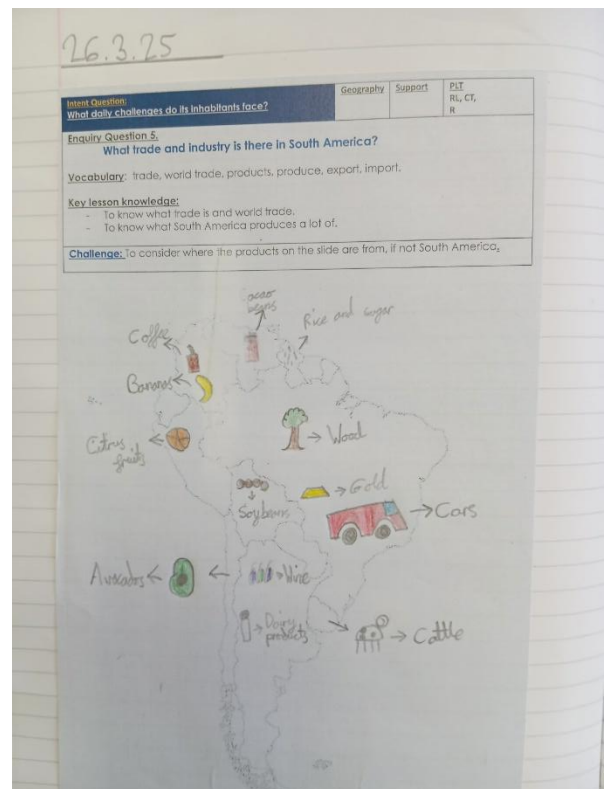 26.3.25
Intent Question:
What daily challenges do its inhabitants face?
Geography
Support
PLT
RL, CT,
R
Enquiry Question 5.
What trade and industry is there in South America?
Vocabulary: trade, world trade, products, produce, export, import.
Key lesson knowledge:
- To know what trade is and world trade.
- To know what South America produces a lot of.
Challenge: To consider where the products on the slide are from, if not South America.
cacao
beans
Rice and sugar
Coffee
Bananas
Citrus
fruits
Wood
Gold
Soybeans
Cars
Avocados
Wine
Dairy
products
Cattle